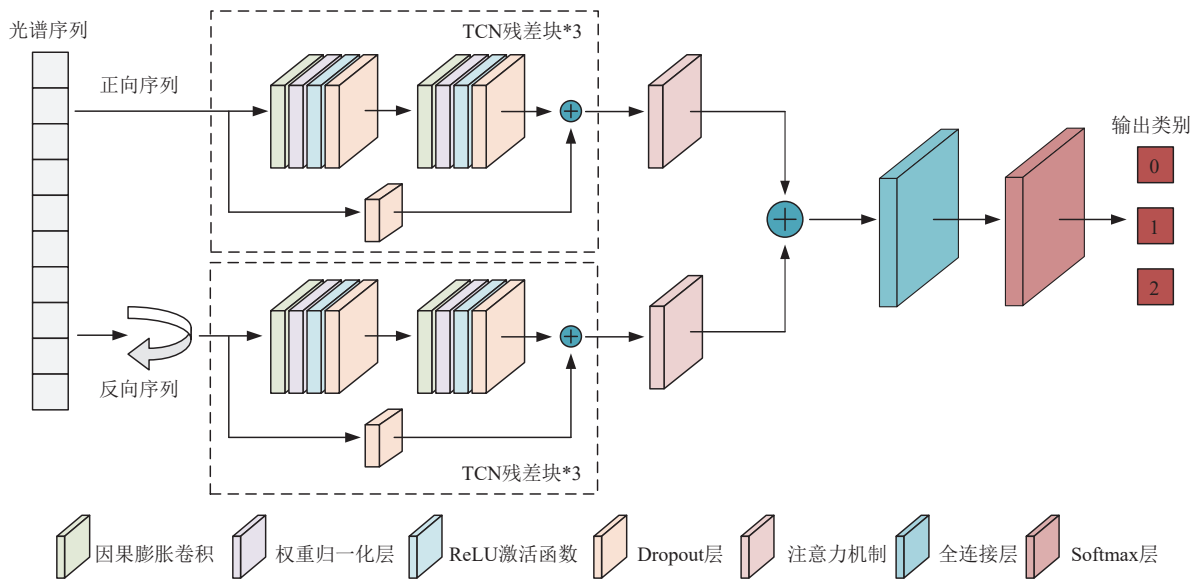 光谱序列
TCN残差块*3
正向序列
输出类别
0
1
2
反向序列
TCN残差块*3
因果膨胀卷积
权重归一化层
ReLU激活函数
Dropout层
注意力机制
全连接层
Softmax层